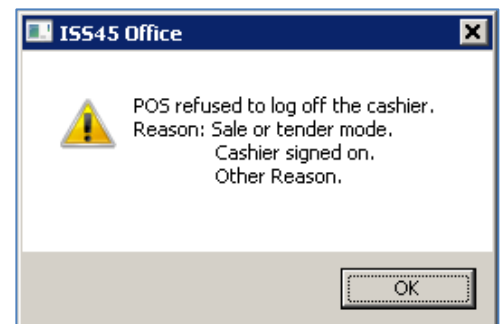 ISS45 Office
POS refused to log off the cashier.
Reason: Sale or tender mode.
Cashier signed on.
Other Reason.
OK